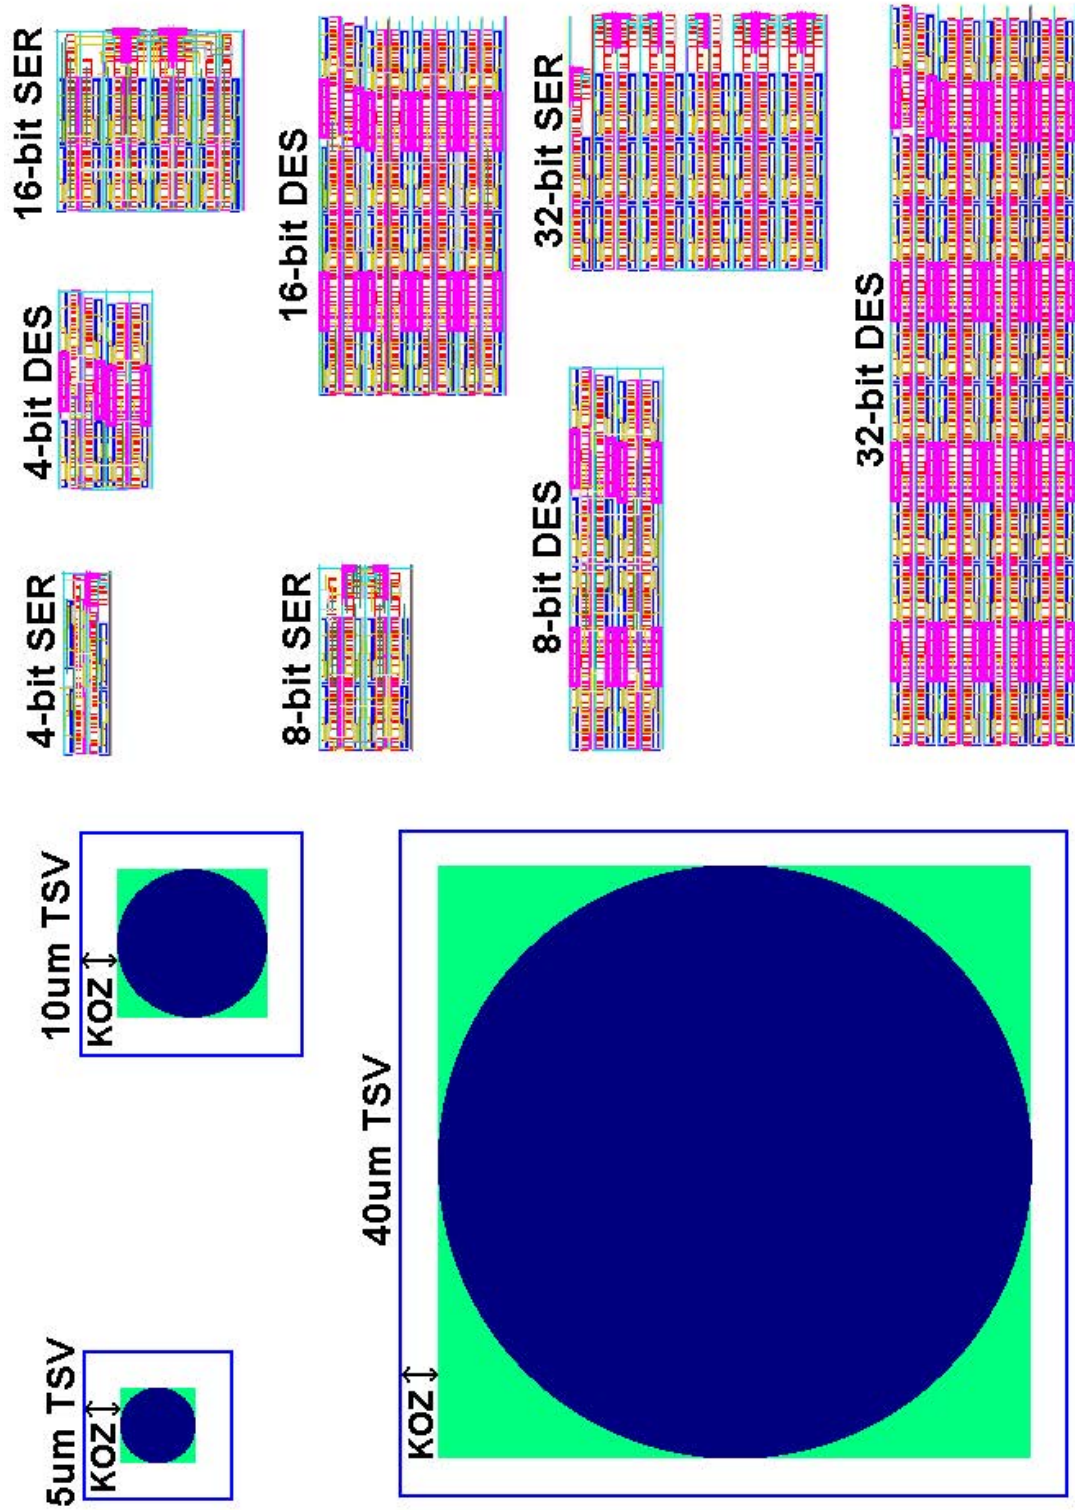 5um TSV
10um TSV
4-bit SER
4-bit DES
16-bit SER
KOZ
KOZ
8-bit SER
16-bit DES
40um TSV
KOZ
8-bit DES
32-bit SER
32-bit DES